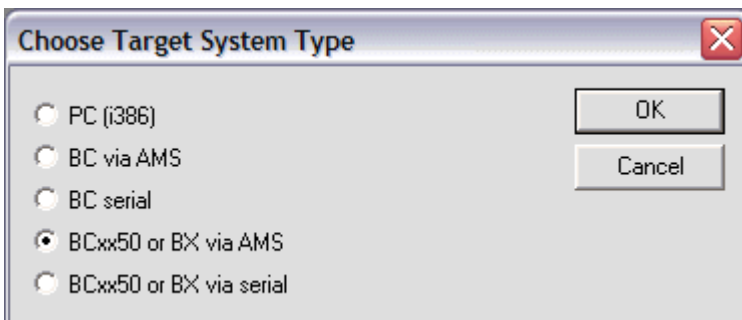 Choose Target System Type
PC (i386)
OK
BC via AMS
Cancel
BC serial
BCxx50 or BX via AMS
BCxx50 or BX via serial